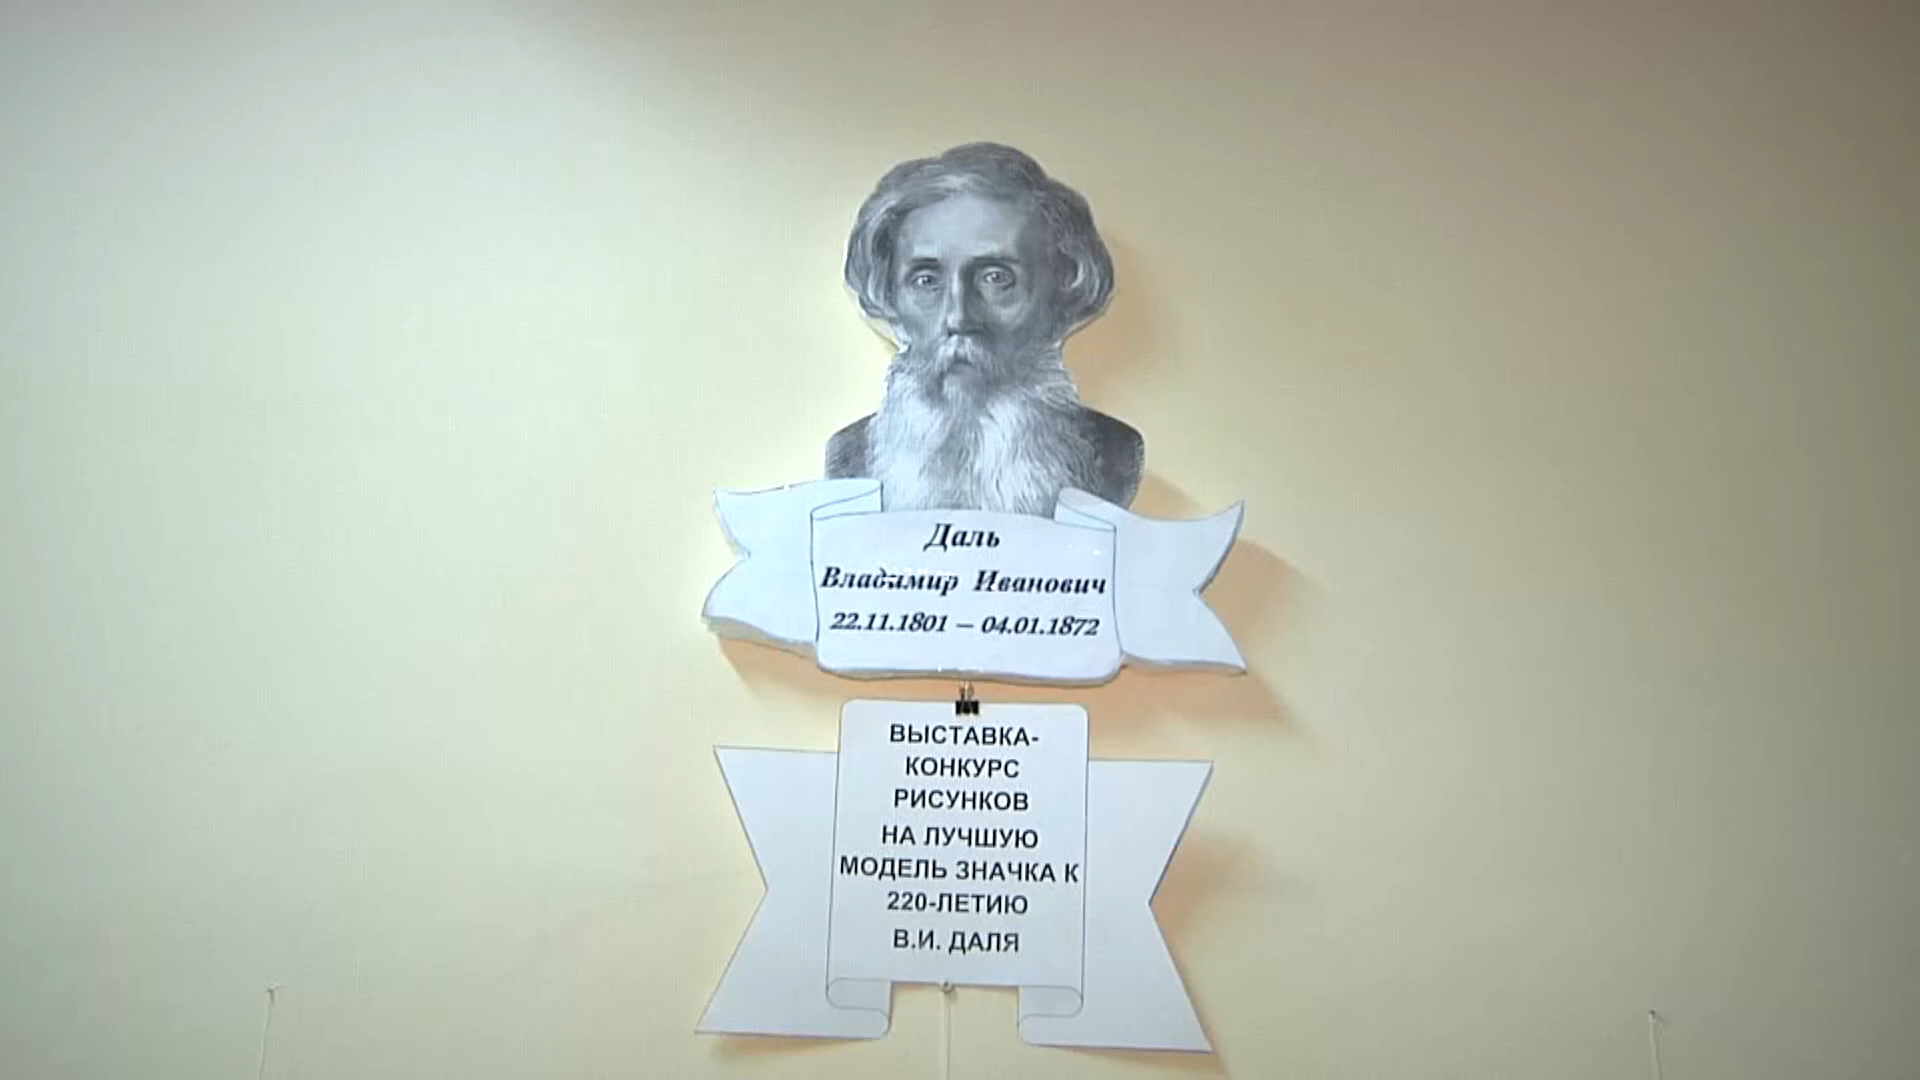 Даль
Владимир Иванович
22.11.1801 – 04.01.1872
ВЫСТАВКА-
КОНКУРС
РИСУНКОВ
НА ЛУЧШУЮ
МОДЕЛЬ ЗНАЧКА К
220-ЛЕТИЮ
В.И. ДАЛЯ